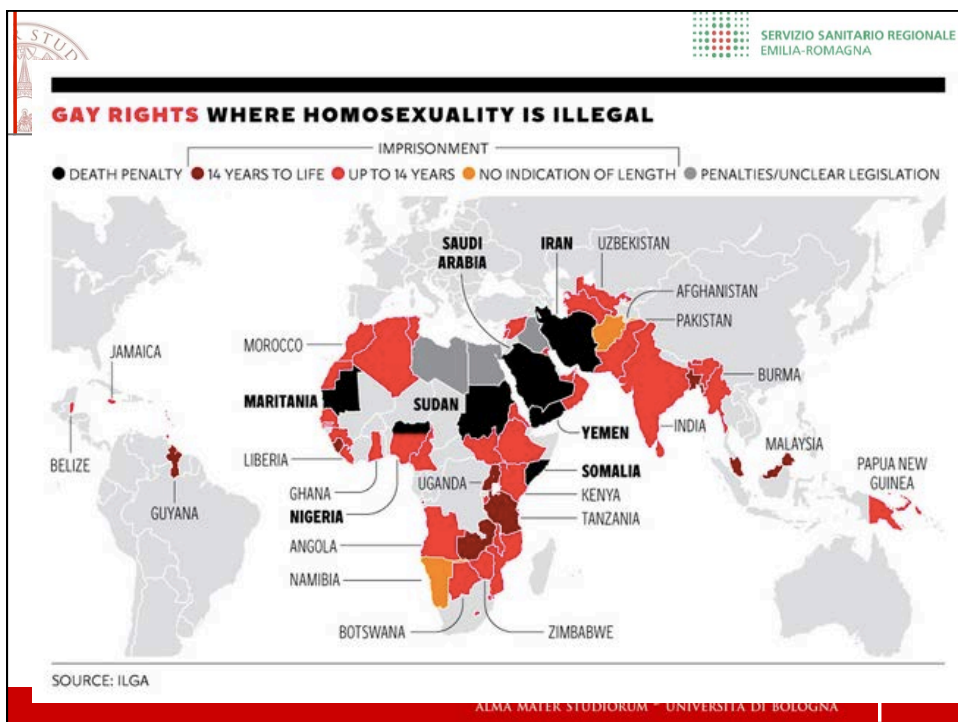 SERVIZIO SANITARIO REGIONALE
EMILIA-ROMAGNA
GAY RIGHTS WHERE HOMOSEXUALITY IS ILLEGAL
IMPRISONMENT
DEATH PENALTY 14 YEARS TO LIFE UP TO 14 YEARS NO INDICATION OF LENGTH PENALTIES/UNCLEAR LEGISLATION
SAUDI
ARABIA
IRAN
UZBEKISTAN
AFGHANISTAN
PAKISTAN
MOROCCO
JAMAICA
BURMA
MARITANIA
SUDAN
YEMEN
INDIA
MALAYSIA
BELIZE
LIBERIA
SOMALIA
PAPUA NEW
GUINEA
GUYANA
GHANA
UGANDA
KENYA
NIGERIA
TANZANIA
ANGOLA
NAMIBIA
BOTSWANA
ZIMBABWE
SOURCE: ILGA
ALMA MATER STUDIORUM - UNIVERSITÀ DI BOLOGNA